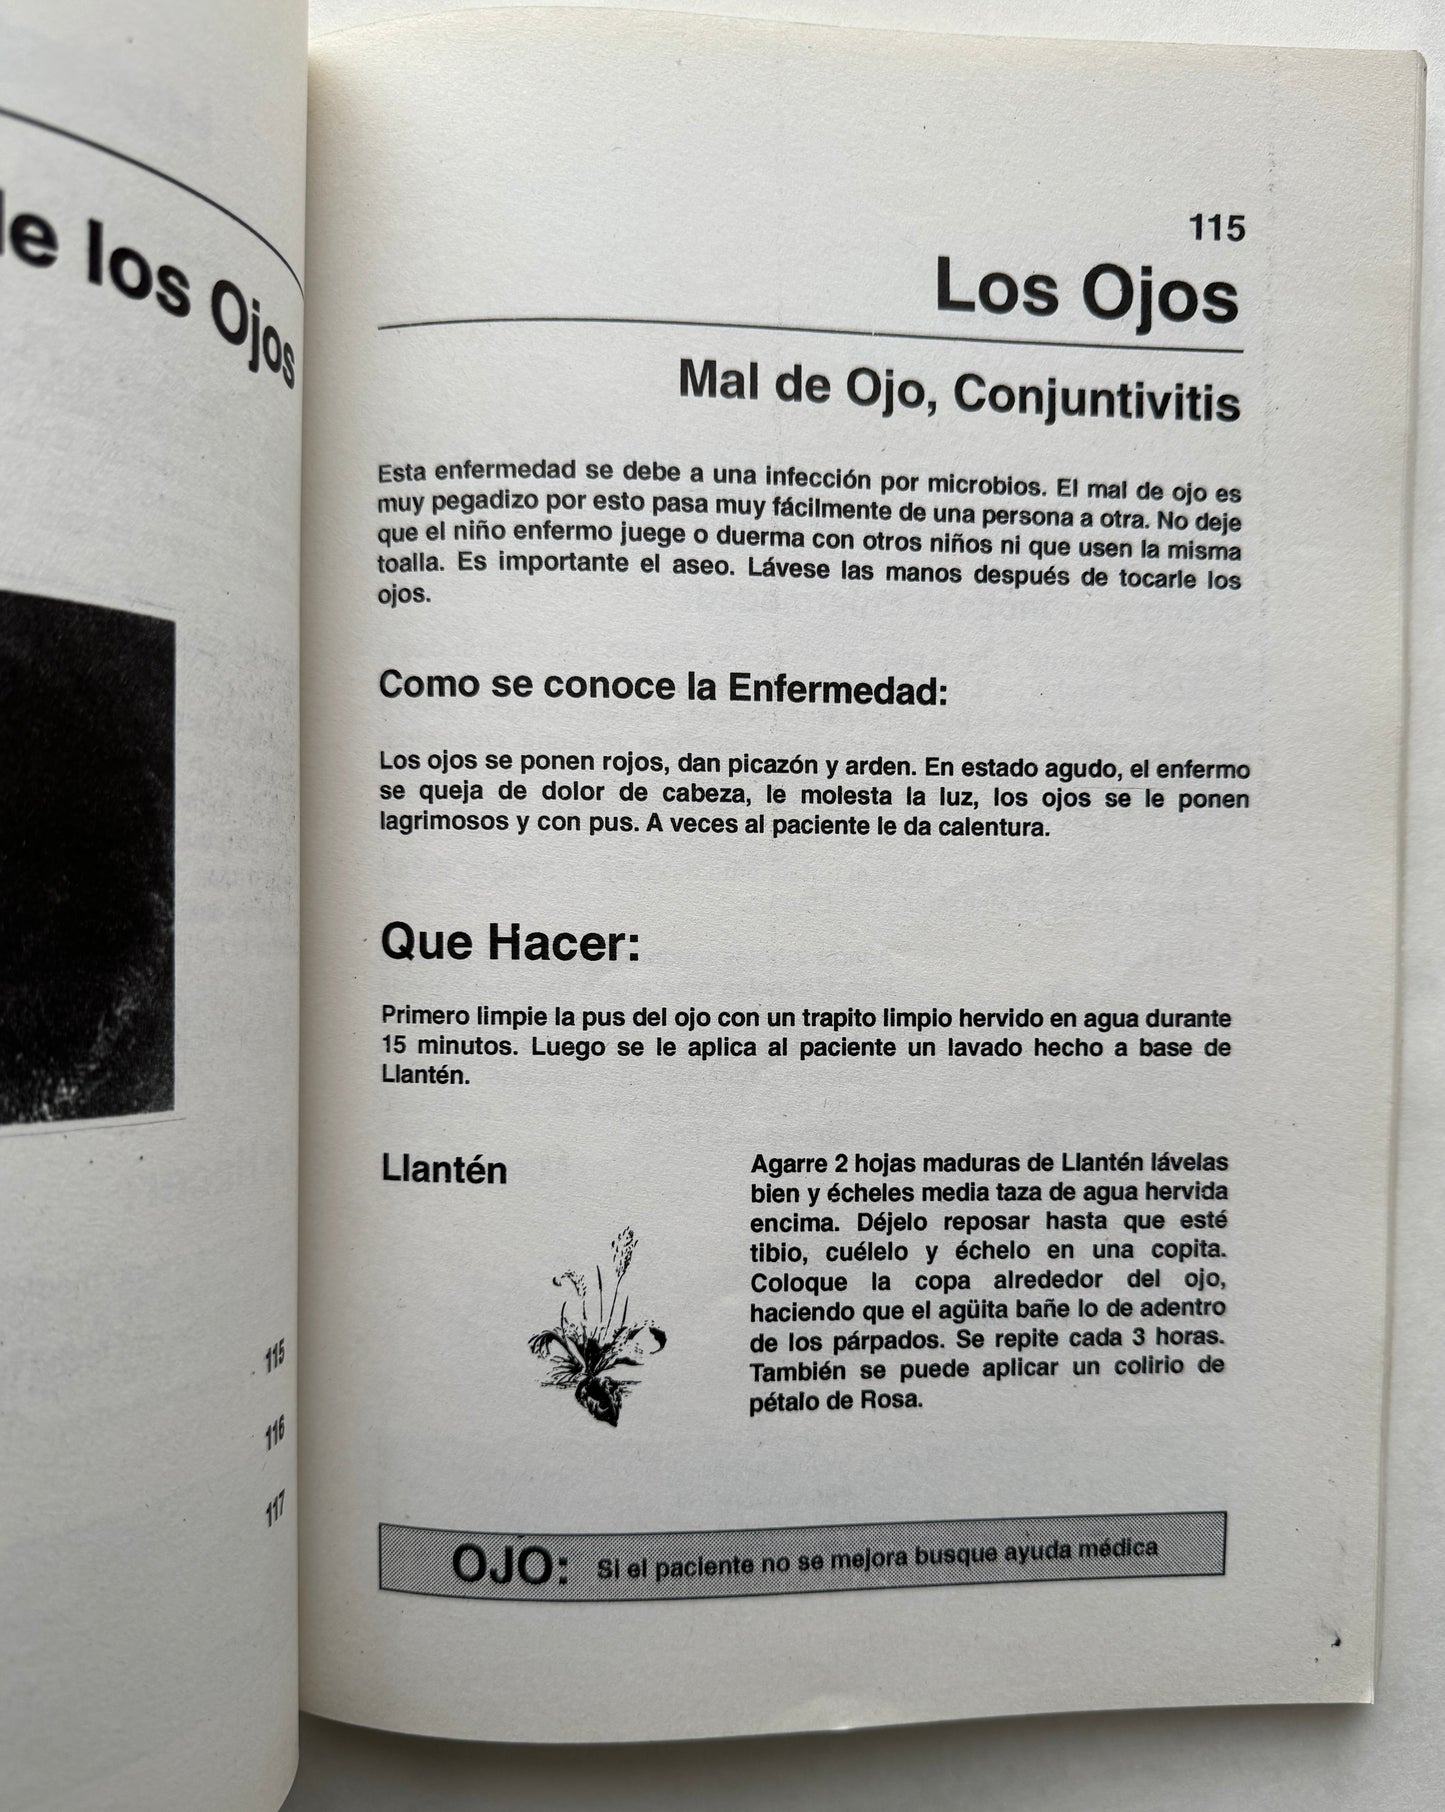 de los Ojos
115
116
117
115
Los Ojos
Mal de Ojo, Conjuntivitis
Esta enfermedad se debe a una infección por microbios. El mal de ojo es
muy pegadizo por esto pasa muy fácilmente de una persona a otra. No deje
que el niño enfermo juege o duerma con otros niños ni que usen la misma
toalla. Es importante el aseo. Lávese las manos después de tocarle los
ojos.
Como se conoce la Enfermedad:
Los ojos se ponen rojos, dan picazón y arden. En estado agudo, el enfermo
se queja de dolor de cabeza, le molesta la luz, los ojos se le ponen
lagrimosos y con pus. A veces al paciente le da calentura.
Que Hacer:
Primero limpie la pus del ojo con un trapito limpio hervido en agua durante
15 minutos. Luego se le aplica al paciente un lavado hecho a base de
Llantén.
Llantén
Agarre 2 hojas maduras de Llantén lávelas
bien y écheles media taza de agua hervida
encima. Déjelo reposar hasta que esté
tibio, cuélelo y échelo en una copita.
Coloque la copa alrededor del ojo,
haciendo que el agüita bañe lo de adentro
de los párpados. Se repite cada 3 horas.
También se puede aplicar un colirio de
pétalo de Rosa.
OJO: Si el paciente no se mejora busque ayuda médica